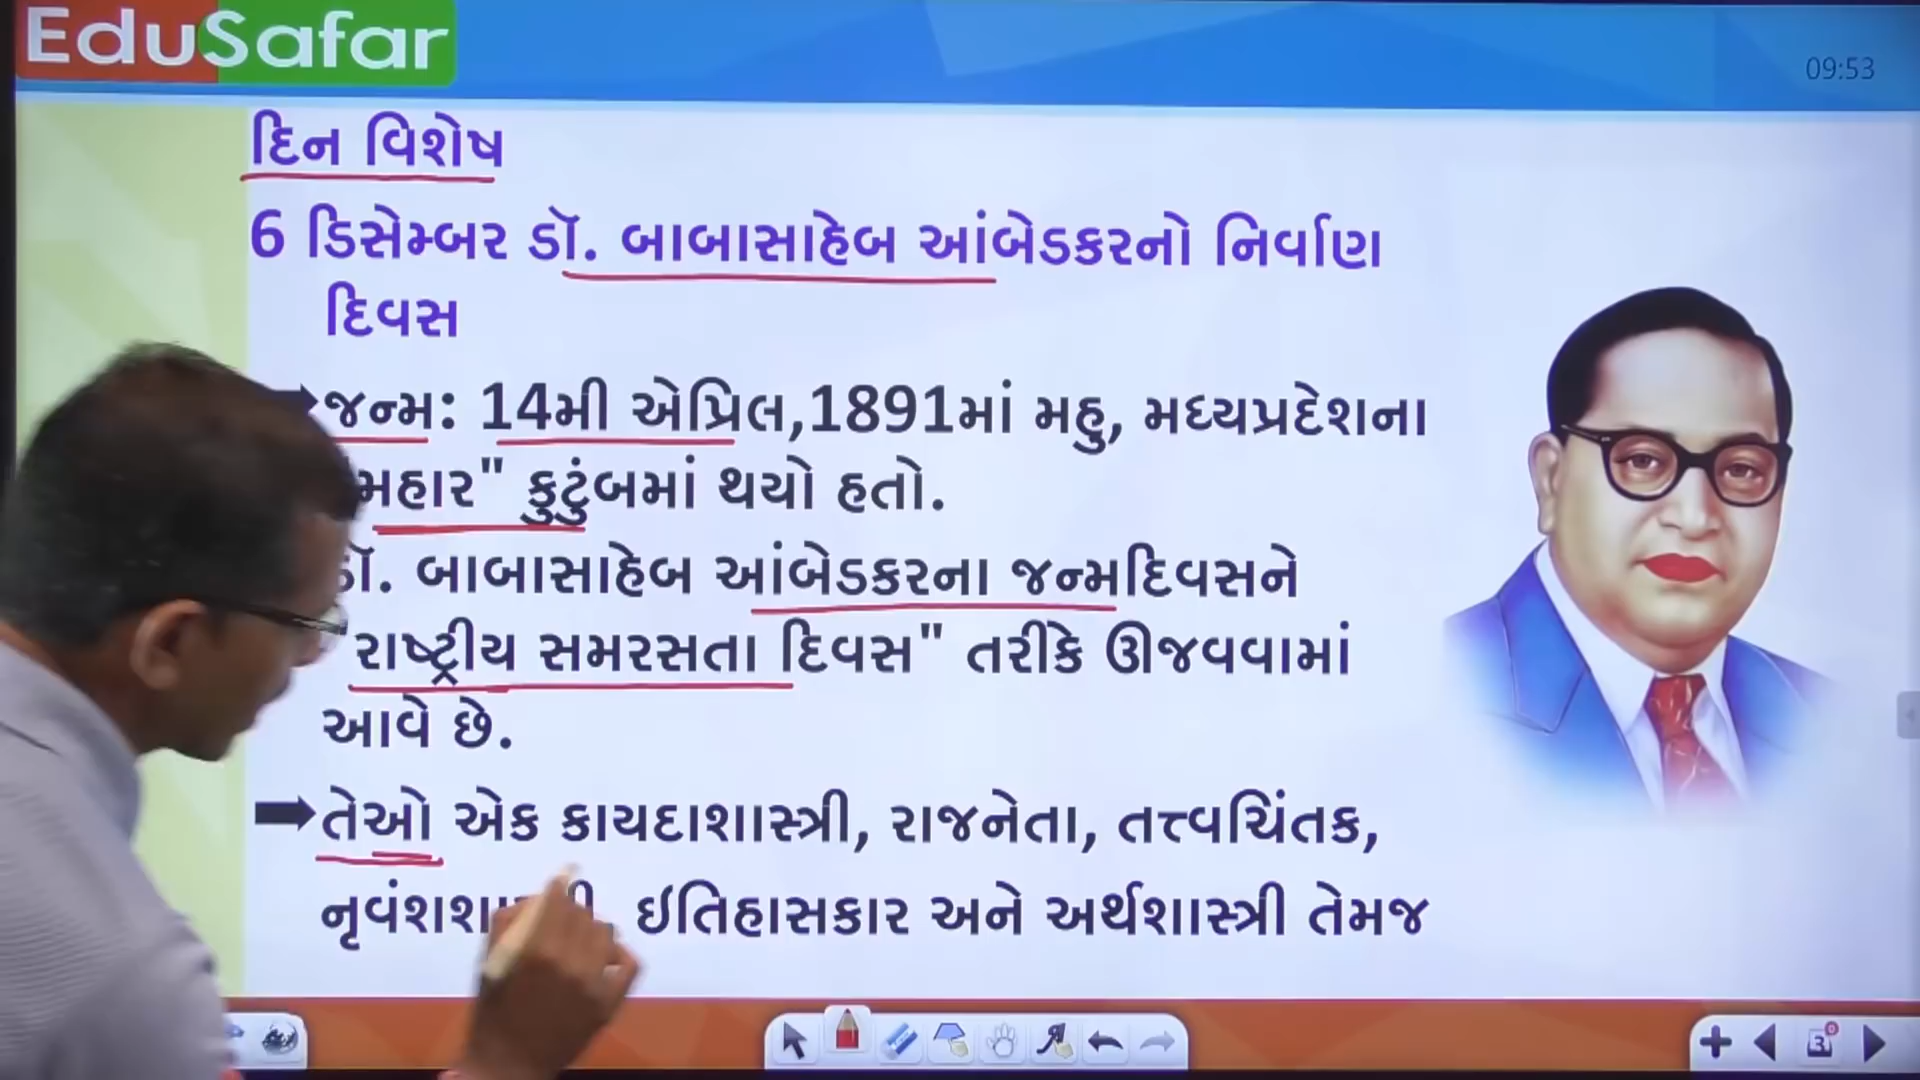 EduSafar
09:53
દિન વિશેષ
6 ડિસેમ્બર ડૉ. બાબાસાહેબ આંબેડકરનો નિર્વાણ
દિવસ
જન્મ: 14મી એપ્રિલ,1891માં મહુ, મધ્યપ્રદેશના
મહાર" કુટુંબમાં થયો હતો.
ડૉ. બાબાસાહેબ આંબેડકરના જન્મદિવસને
રાષ્ટ્રીય સમરસતા દિવસ" તરીકે ઊજવવામાં
આવે છે.
તેઓ એક કાયદાશાસ્ત્રી, રાજનેતા, તત્ત્વચિંતક,
ઈતિહાસકાર અને અર્થશાસ્ત્રી તેમજ
3